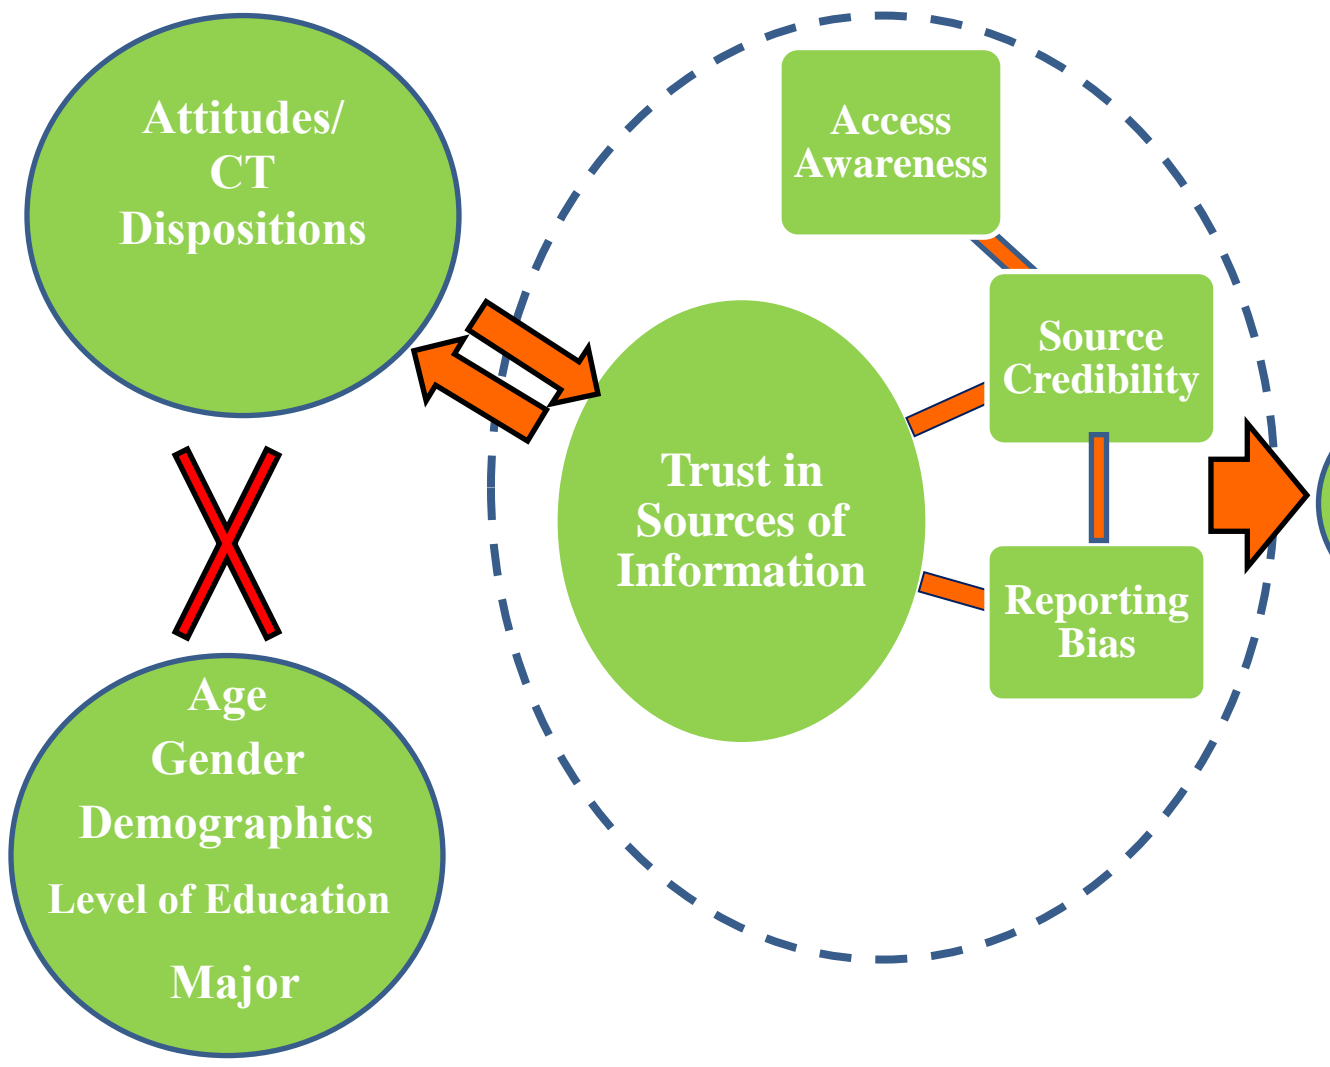 Attitudes/
CT
Dispositions
Access
Awareness
Source
Credibility
Trust in
Sources of
Information
Reporting
Bias
Age
Gender
Demographics
Level of Education
Major